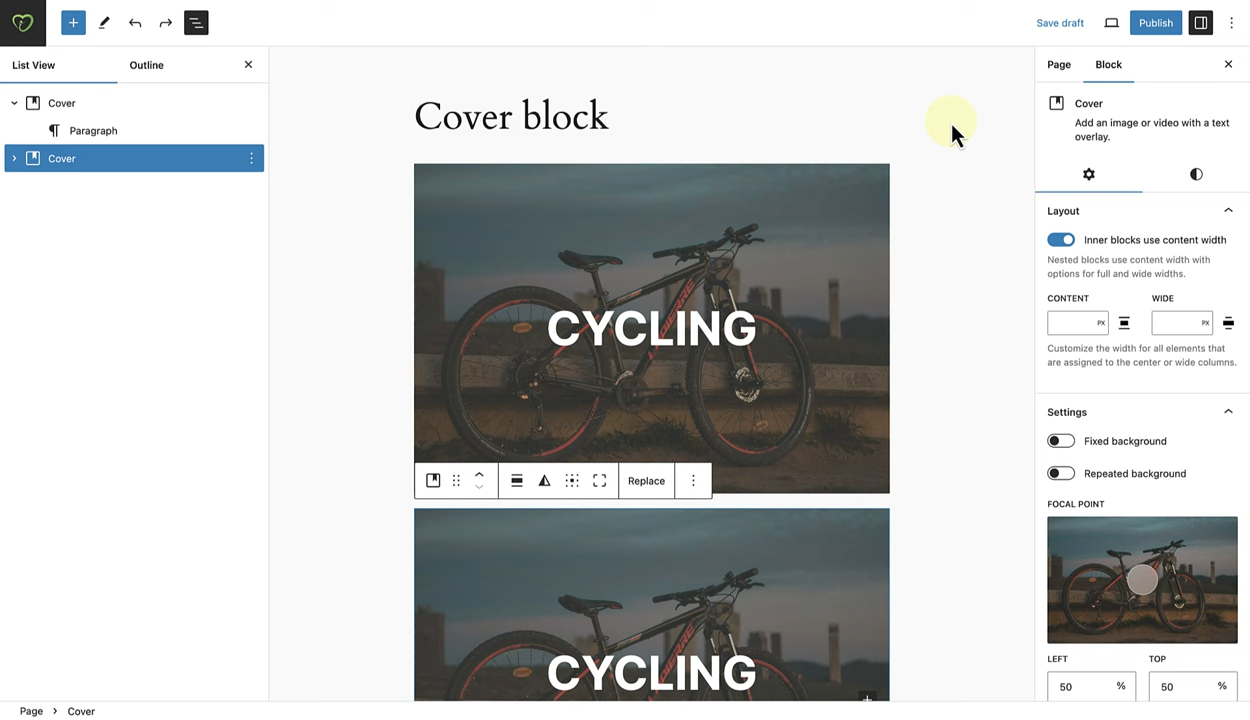 Save draft
Publish
List View
Outline
Cover
Paragraph
Cover
Cover block
CYCLING
Replace
CYCLING
Page
Block
Cover
Add an image or video with a text
overlay.
Layout
Inner blocks use content width
Nested blocks use content width with
options for full and wide widths.
CONTENT
WIDE
PX
PX
Customize the width for all elements that
are assigned to the center or wide columns.
Settings
Fixed background
Repeated background
FOCAL POINT
LEFT
TOP
50 %
50 %
Page > Cover